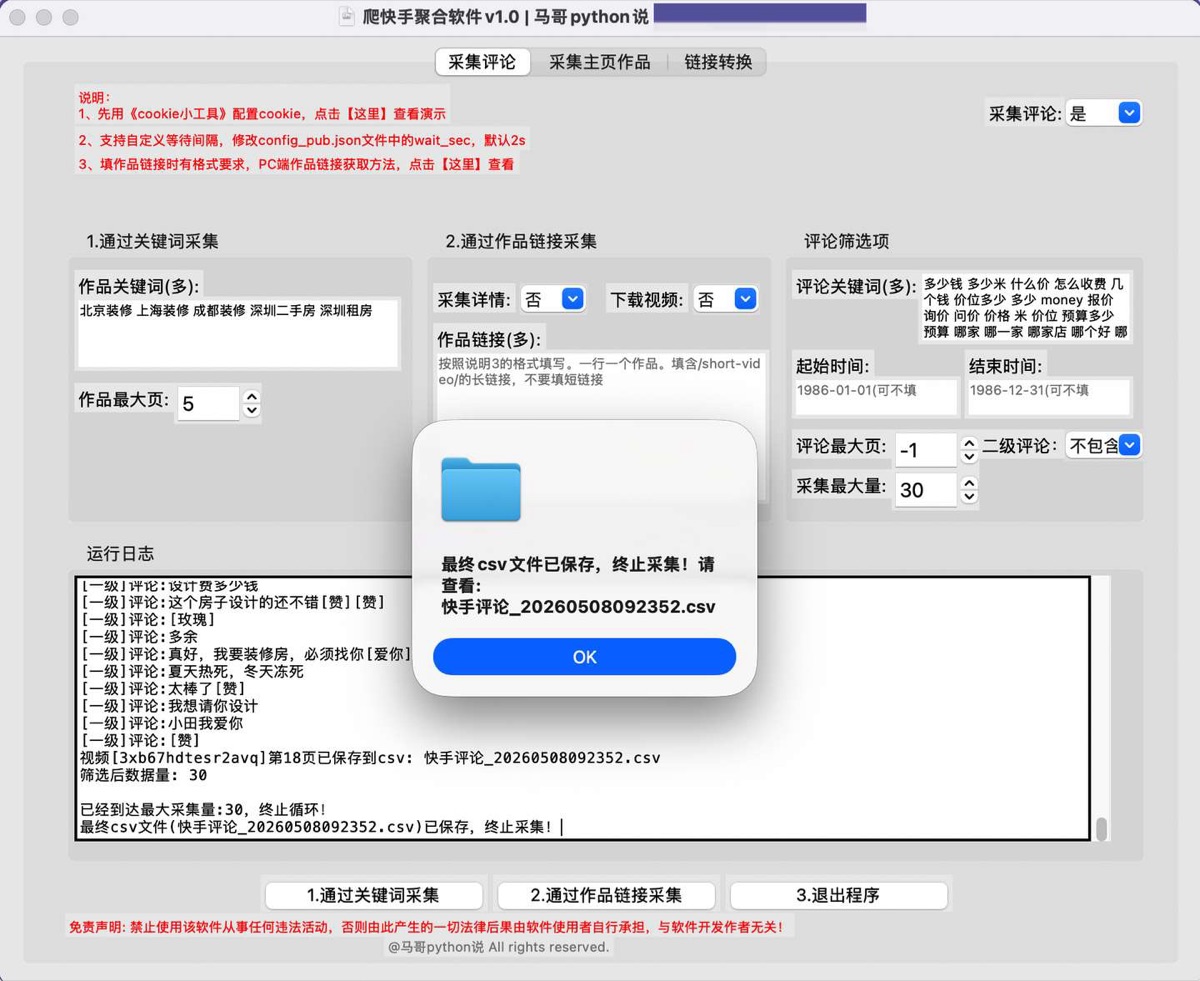 爬快手聚合软件v1.0 | 马哥python说
采集评论
采集主页作品
链接转换
说明:
1、先用《cookie小工具》配置cookie，点击【这里】查看演示
2、支持自定义等待间隔，修改config_pub.json文件中的wait_sec，默认2s
3、填作品链接时有格式要求，PC端作品链接获取方法，点击【这里】查看
采集评论:
是
1.通过关键词采集
作品关键词(多):
北京装修 上海装修 成都装修 深圳二手房 深圳租房
作品最大页:
5
2.通过作品链接采集
采集详情:
否
下载视频:
否
作品链接(多):
按照说明3的格式填写。一行一个作品。填含/short-vid
eo/的长链接，不要填短链接
评论筛选项
评论关键词(多):
多少钱 多少米 什么价 怎么收费 几
个钱 价位多少 多少 money 报价
询价 问价 价格 米 价位 预算多少
预算 哪家 哪一家 哪家店 哪个好 哪
起始时间:
1986-01-01(可不填
结束时间:
1986-12-31(可不填
评论最大页:
-1
二级评论:
不包含
采集最大量:
30
最终csv文件已保存，终止采集！请
查看:
快手评论_20260508092352.csv
OK
运行日志
[一级]评论:设计费多少钱
[一级]评论:这个房子设计的还不错[赞][赞]
[一级]评论:[玫瑰]
[一级]评论:多余
[一级]评论:真好，我要装修房，必须找你[爱你]
[一级]评论:夏天热死，冬天冻死
[一级]评论:太棒了[赞]
[一级]评论:我想请你设计
[一级]评论:小田我爱你
[一级]评论:[赞]
视频[3xb67hdtesr2avq]第18页已保存到csv: 快手评论_20260508092352.csv
筛选后数据量: 30
已经到达最大采集量:30，终止循环!
最终csv文件(快手评论_20260508092352.csv)已保存，终止采集!
1.通过关键词采集
2.通过作品链接采集
3.退出程序
免责声明: 禁止使用该软件从事任何违法活动，否则由此产生的一切法律后果由软件使用者自行承担，与软件开发作者无关!
@马哥python说 All rights reserved.